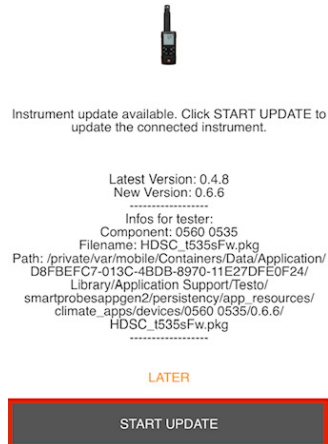 Instrument update available. Click START UPDATE to
update the connected instrument.
Latest Version: 0.4.8
New Version: 0.6.6
------------------
Infos for tester:
Component: 0560 0535
Filename: HDSC_t535sFw.pkg
Path: /private/var/mobile/Containers/Data/Application/
D8FBEFC7-013C-4BDB-8970-11E27DFE0F24/
Library/Application Support/Testo/
smartprobesappgen2/persistency/app_resources/
climate_apps/devices/0560 0535/0.6.6/
HDSC_t535sFw.pkg
------------------
LATER
START UPDATE